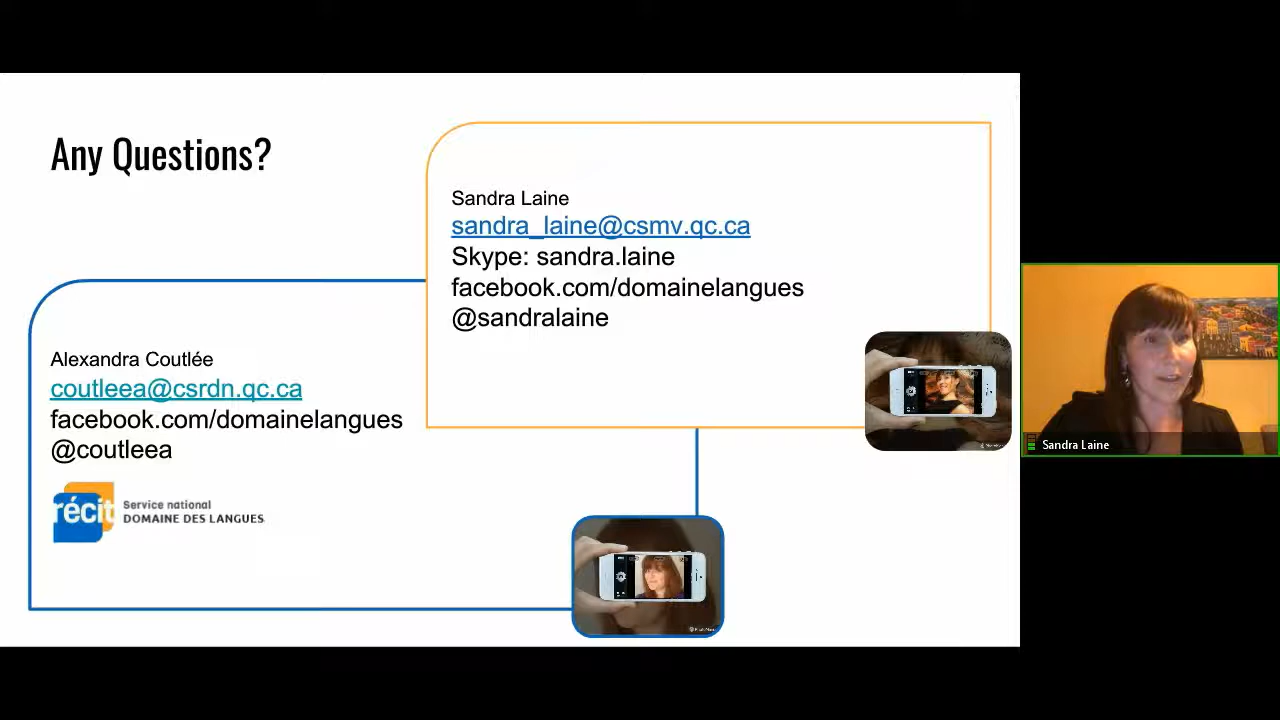 Any Questions?
Sandra Laine
sandra_laine@csmv.qc.ca
Skype: sandra.laine
facebook.com/domainelangues
@sandralaine
Alexandra Coutlée
coutleea@csrdn.qc.ca
facebook.com/domainelangues
@coutleea
récit
Service national
DOMAINE DES LANGUES
Sandra Laine